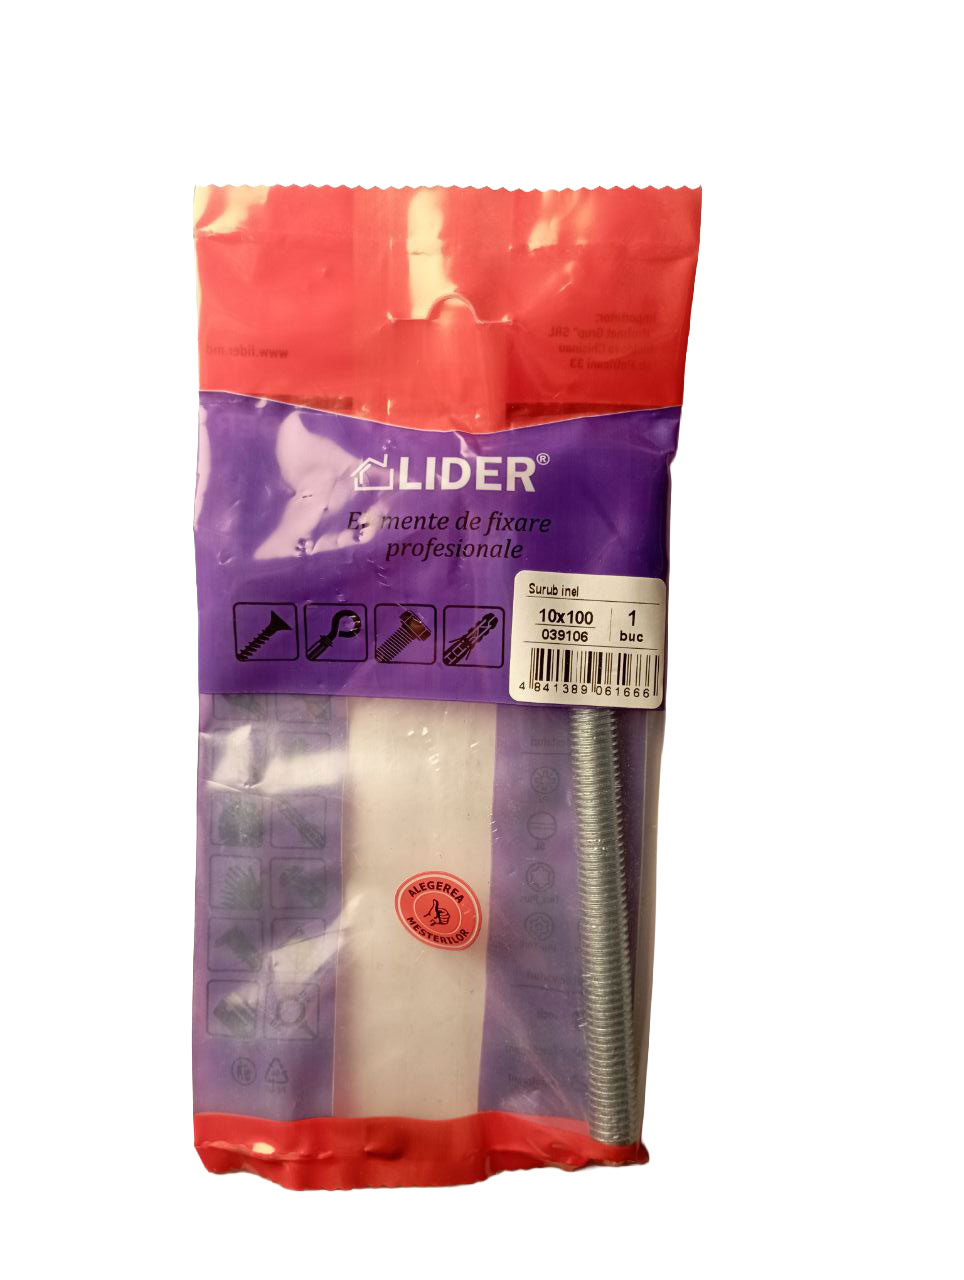 LIDER®
Elemente de fixare
profesionale
Surub inel
10x100
1
039106
buc
4 841389 061666
ALEGEREA
MESTERILOR
www.lider.md